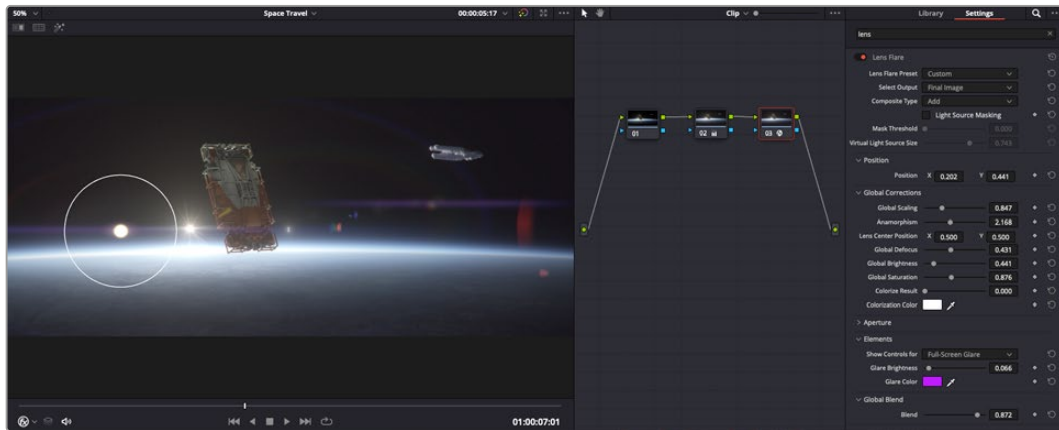 50% Space Travel 00:00:05:17 Clip Library Settings
lens
Lens Flare
Lens Flare Preset Custom
Select Output Final Image
Composite Type Add
Light Source Masking
Mask Threshold 0.000
Virtual Light Source Size 0.743
Position
Position X 0.202 Y 0.441
Global Corrections
Global Scaling 0.847
Anamorphism 2.168
Lens Center Position X 0.500 Y 0.500
Global Defocus 0.431
Global Brightness 0.441
Global Saturation 0.876
Colorize Result 0.000
Colorization Color
Aperture
Elements
Show Controls for Full-Screen Glare
Glare Brightness 0.066
Glare Color
Global Blend
Blend 0.872
01 02 03
01:00:07:01